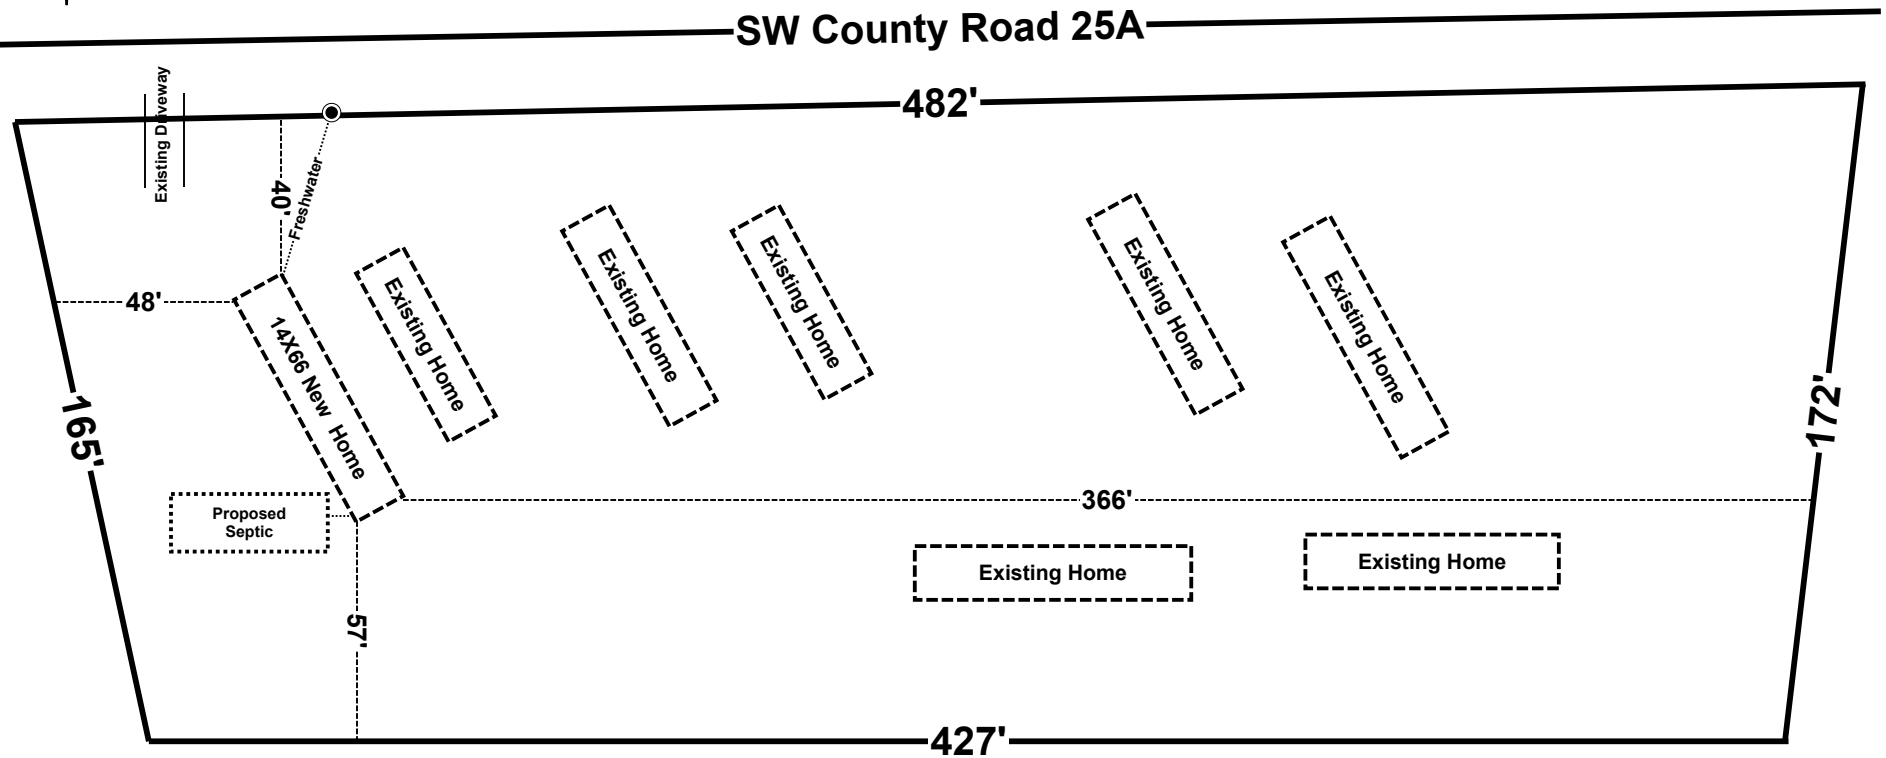 SW County Road 25A
482'
Existing Driveway
40'
Freshwater
48'
14X66 New Home
Existing Home
Existing Home
Existing Home
Existing Home
Existing Home
165'
172'
366'
Proposed
Septic
Existing Home
Existing Home
57'
427'